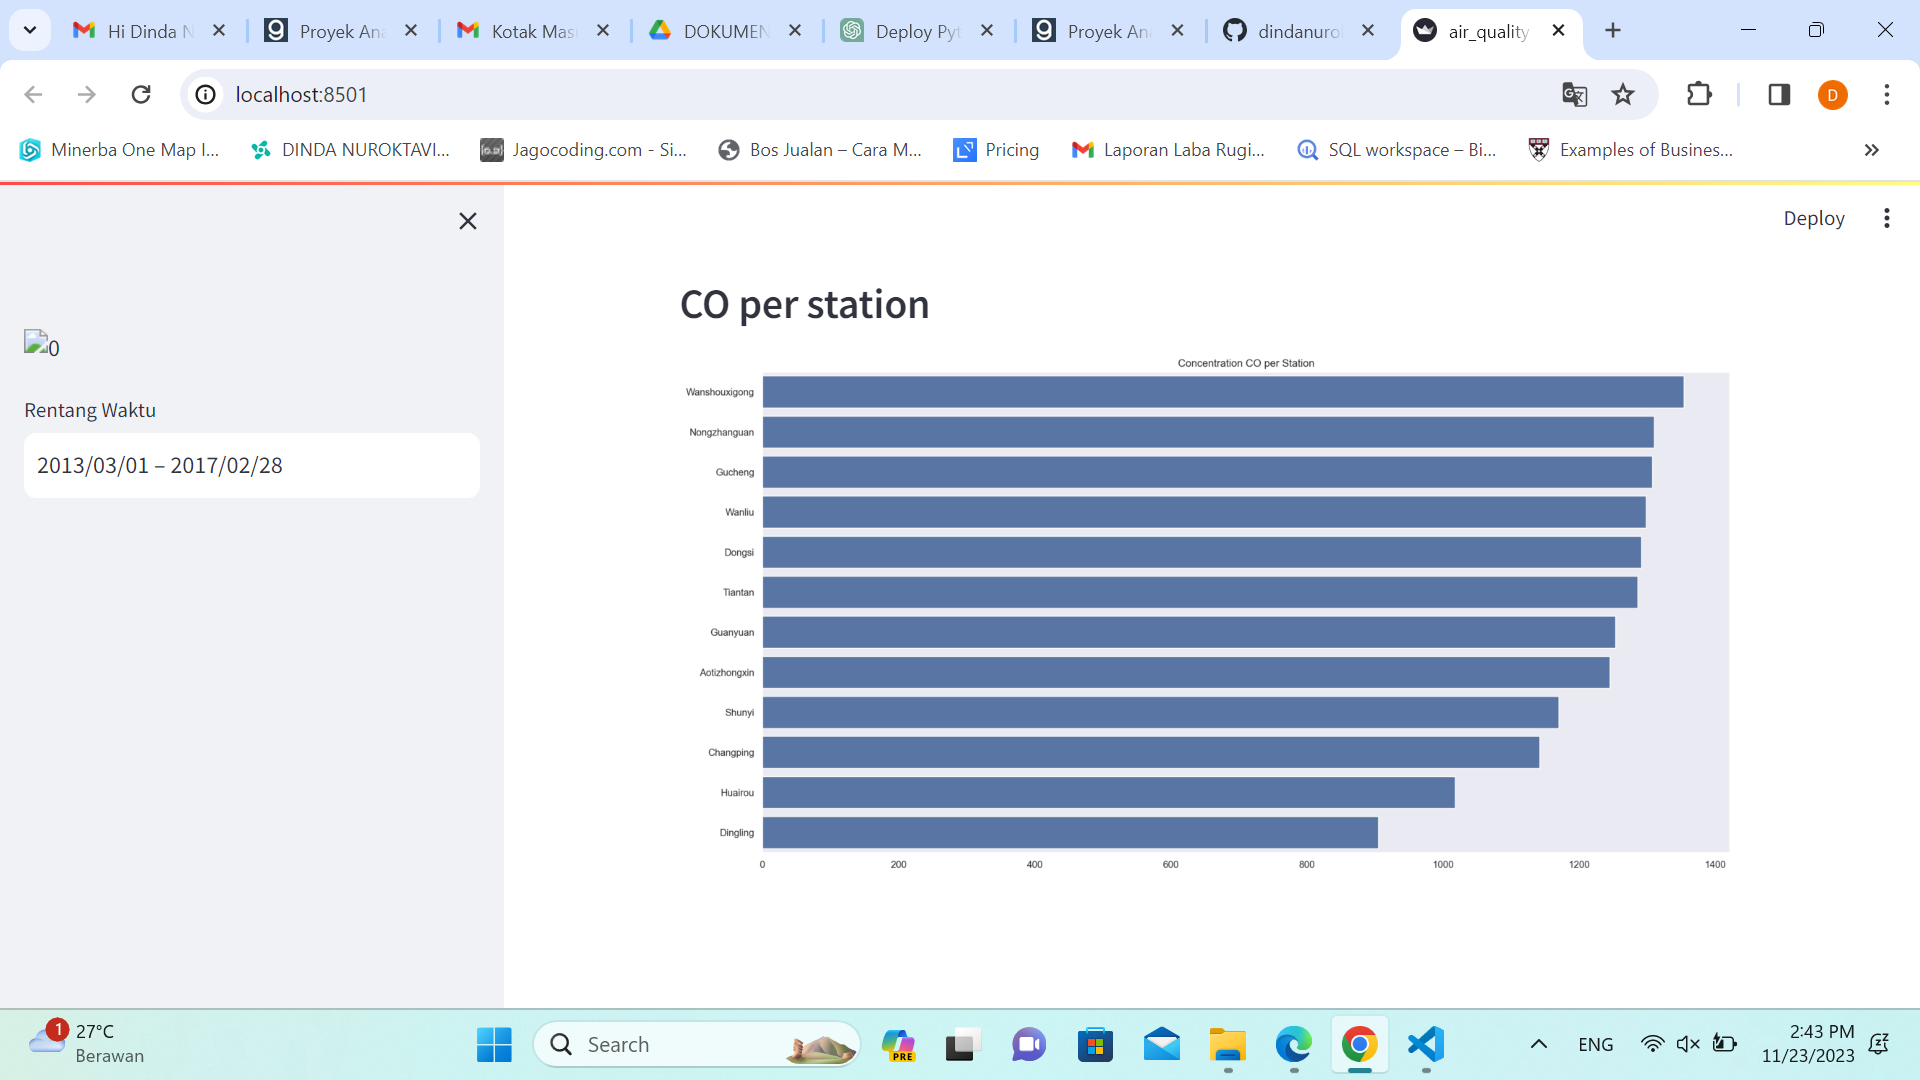 Hi Dinda N
Proyek Ana
Kotak Mas
DOKUMEN
Deploy Pyt
Proyek An
dindanuro
air_quality
localhost:8501
D
Minerba One Map I...
DINDA NUROKTAVI...
Jagocoding.com - Si...
Bos Jualan – Cara M...
Pricing
Laporan Laba Rugi...
SQL workspace – Bi...
Examples of Busines...
Deploy
0
Rentang Waktu
2013/03/01 – 2017/02/28
CO per station
Concentration CO per Station
Wanshouxigong
Nongzhanguan
Gucheng
Wanliu
Dongsi
Tiantan
Guanyuan
Aotizhongxin
Shunyi
Changping
Huairou
Dingling
0 200 400 600 800 1000 1200 1400
1
27°C
Berawan
Search
PRE
ENG
2:43 PM
11/23/2023